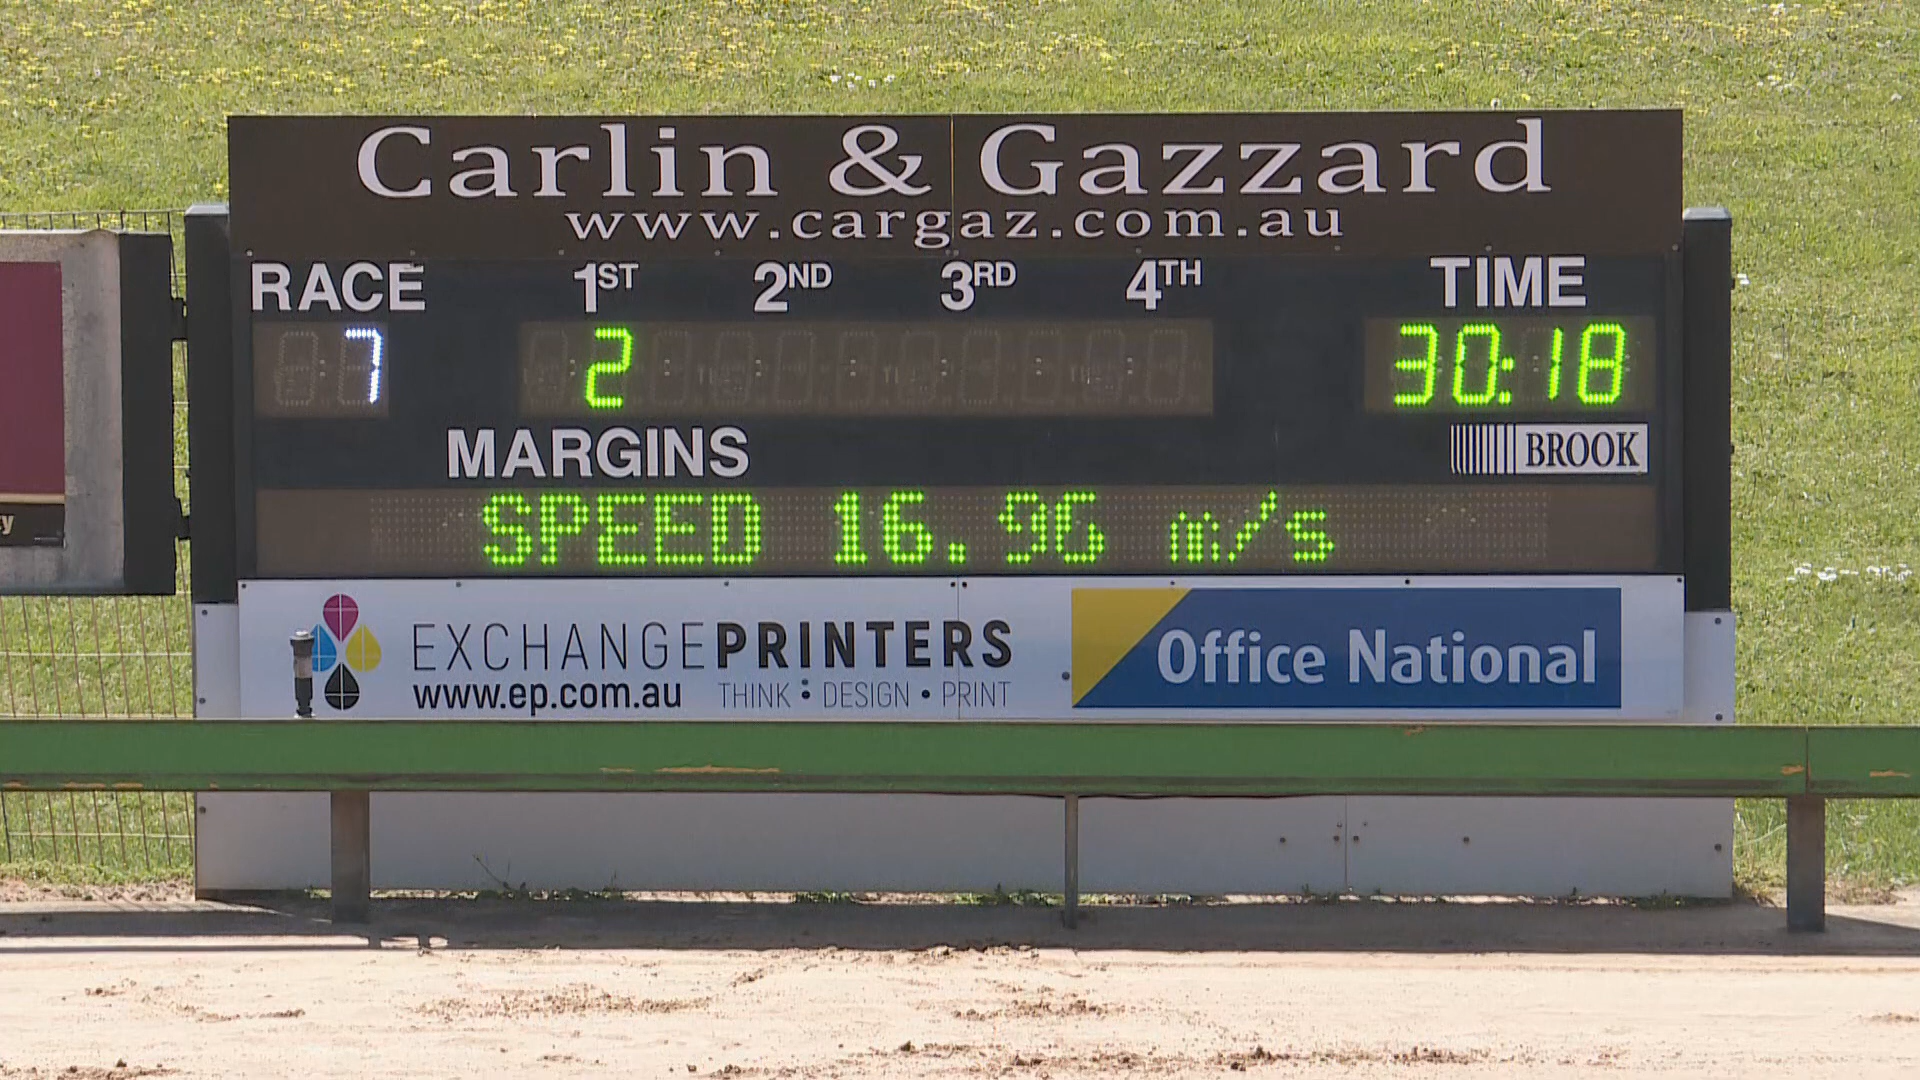 Carlin & Gazzard
www.cargaz.com.au
RACE 1ST 2ND 3RD 4TH TIME
7 2 30:18
MARGINS BROOK
SPEED 16.96 m/s
EXCHANGEPRINTERS
www.ep.com.au THINK • DESIGN • PRINT
Office National